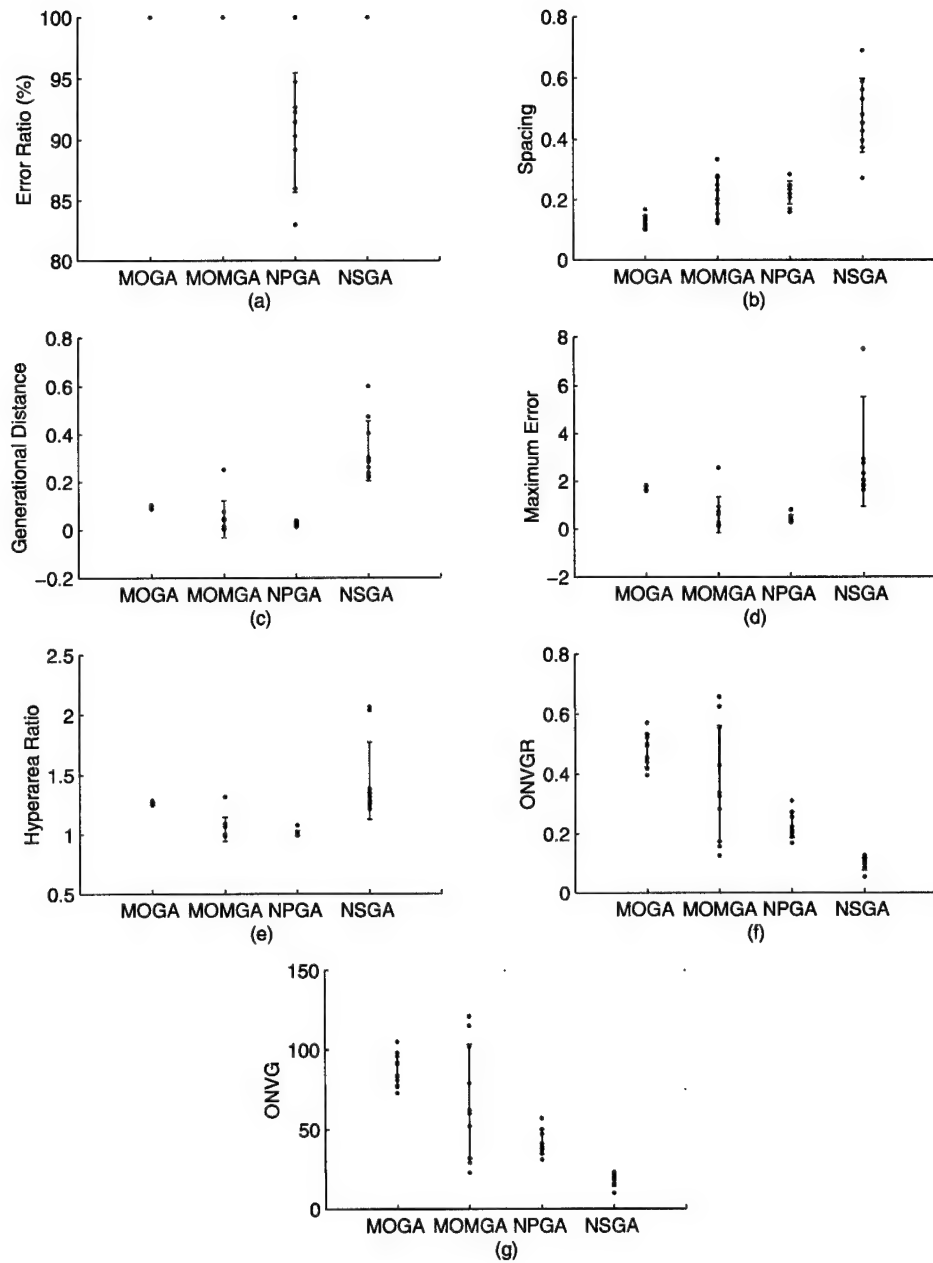 100
95
90
85
80
Error Ratio (%)
MOGA MOMGA NPGA NSGA
(a)
0.8
0.6
0.4
0.2
0
Spacing
MOGA MOMGA NPGA NSGA
(b)
0.8
0.6
0.4
0.2
0
−0.2
Generational Distance
MOGA MOMGA NPGA NSGA
(c)
8
6
4
2
0
−2
Maximum Error
MOGA MOMGA NPGA NSGA
(d)
2.5
2
1.5
1
0.5
Hyperarea Ratio
MOGA MOMGA NPGA NSGA
(e)
0.8
0.6
0.4
0.2
0
ONVGR
MOGA MOMGA NPGA NSGA
(f)
150
100
50
0
ONVG
MOGA MOMGA NPGA NSGA
(g)